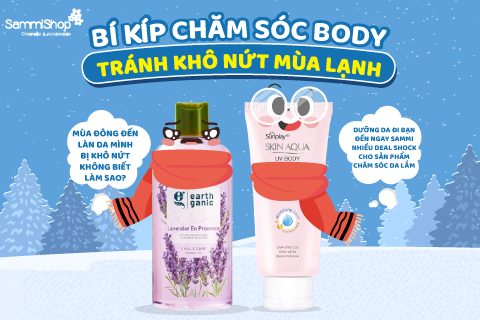 SammiShop
BÍ KÍP CHĂM SÓC BODY
TRÁNH KHÔ NỨT MÙA LẠNH
MÙA ĐÔNG ĐẾN
LÀN DA MÌNH
BỊ KHÔ NỨT
KHÔNG BIẾT
LÀM SAO?
DƯỠNG DA ĐI BẠN
ĐẾN NGAY SAMMI
NHIỀU DEAL SHOCK
CHO SẢN PHẨM
CHĂM SÓC DA LẮM
earth
ganic
Lavender En Provence
Sunplay
SKIN AQUA
UV BODY